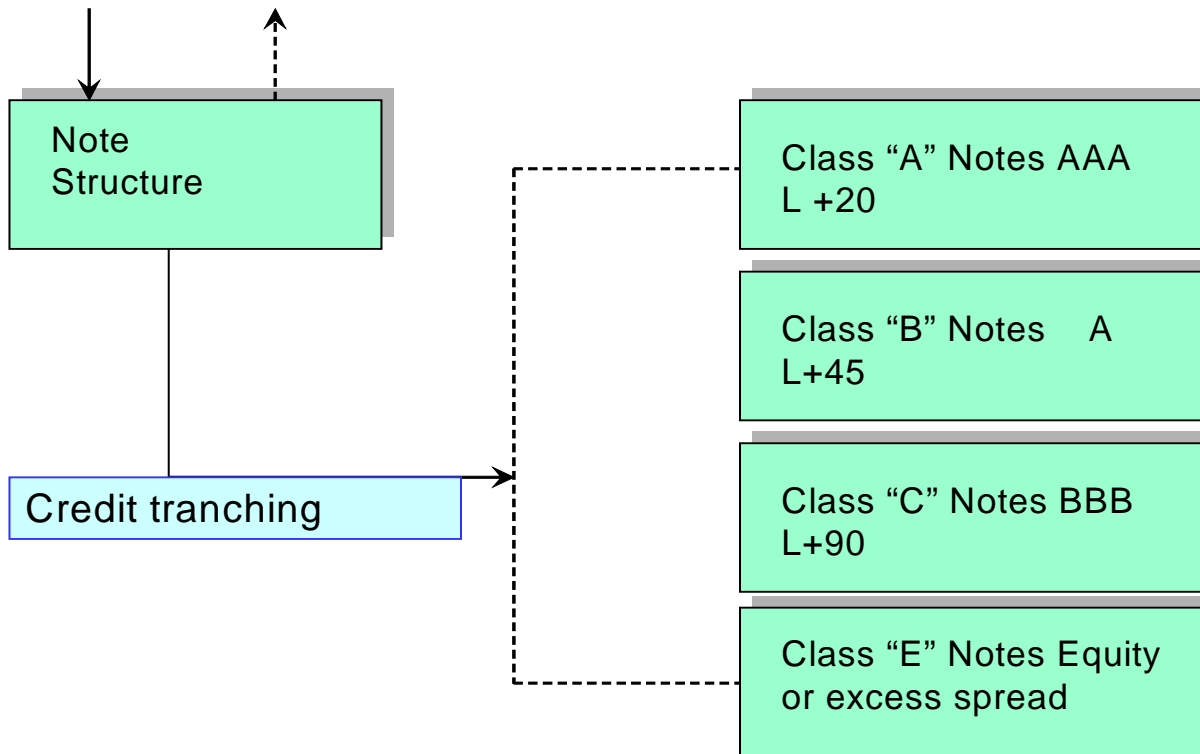 Note
Structure
Credit tranching
Class “A” Notes AAA
L +20
Class “B” Notes A
L+45
Class “C” Notes BBB
L+90
Class “E” Notes Equity
or excess spread